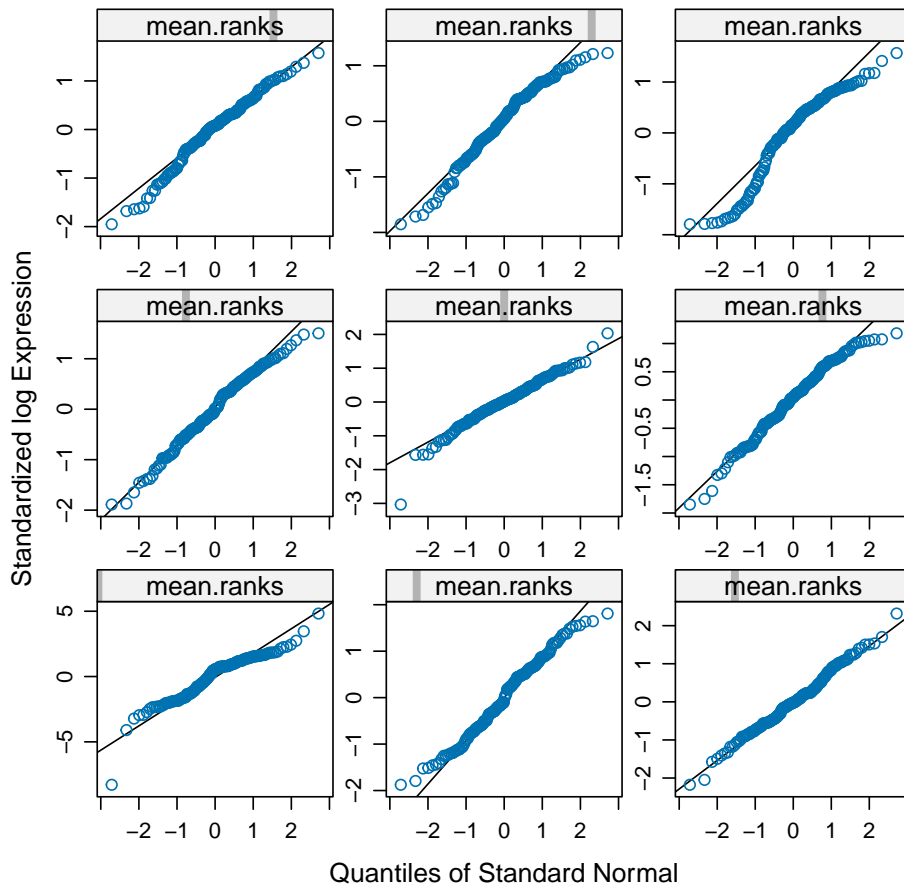 mean.ranks mean.ranks mean.ranks
−2 −1 0 1
−2 −1 0 1 2
−1 0 1
−2 −1 0 1 2
−1 0 1
−2 −1 0 1 2
mean.ranks mean.ranks mean.ranks
−2 −1 0 1
−2 −1 0 1 2
−3 −2 −1 0 1 2
−2 −1 0 1 2
−1.5 −0.5 0.5
−2 −1 0 1 2
mean.ranks mean.ranks mean.ranks
−5 0 5
−2 −1 0 1 2
−2 −1 0 1
−2 −1 0 1 2
−2 −1 0 1 2
−2 −1 0 1 2
Standardized log Expression
Quantiles of Standard Normal